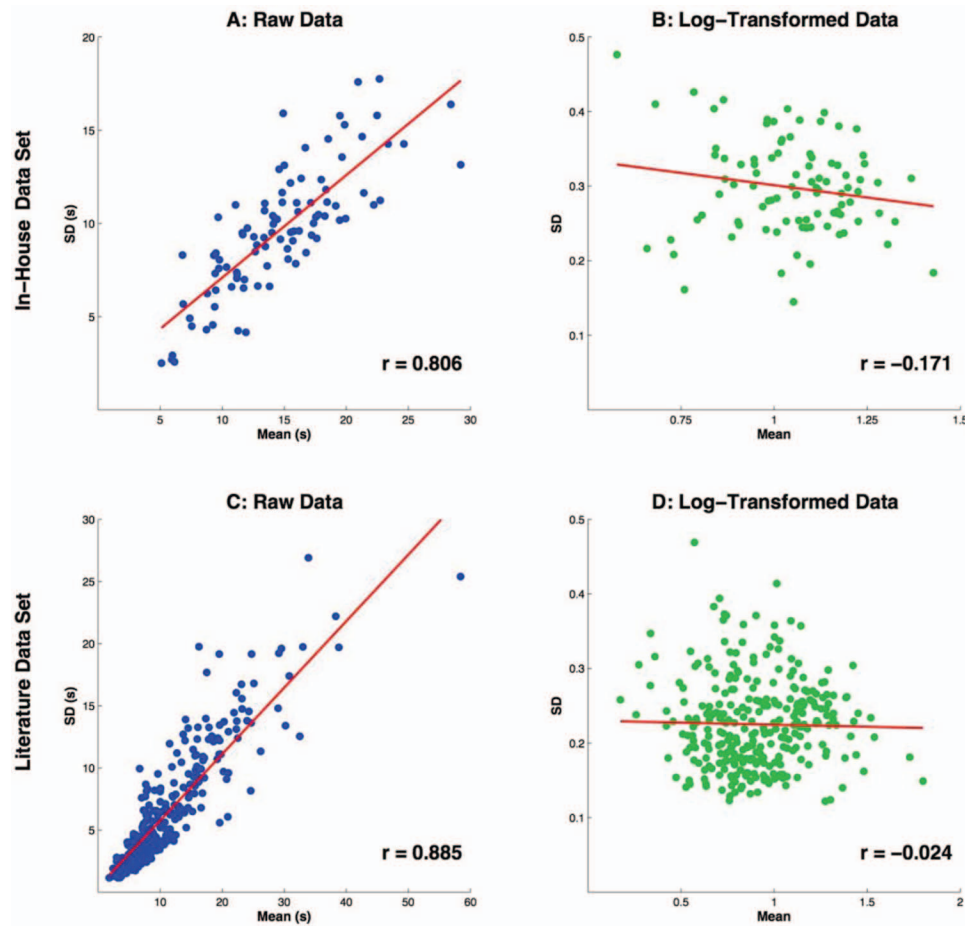 A: Raw Data
B: Log-Transformed Data
In-House Data Set
SD (s)
20
15
10
5
r = 0.806
5
10
15
20
25
30
Mean (s)
SD
0.5
0.4
0.3
0.2
0.1
r = -0.171
0.75
1
1.25
1.5
Mean
C: Raw Data
D: Log-Transformed Data
Literature Data Set
SD (s)
30
25
20
15
10
5
r = 0.885
10
20
30
40
50
60
Mean (s)
SD
0.5
0.4
0.3
0.2
0.1
r = -0.024
0.5
1
1.5
2
Mean